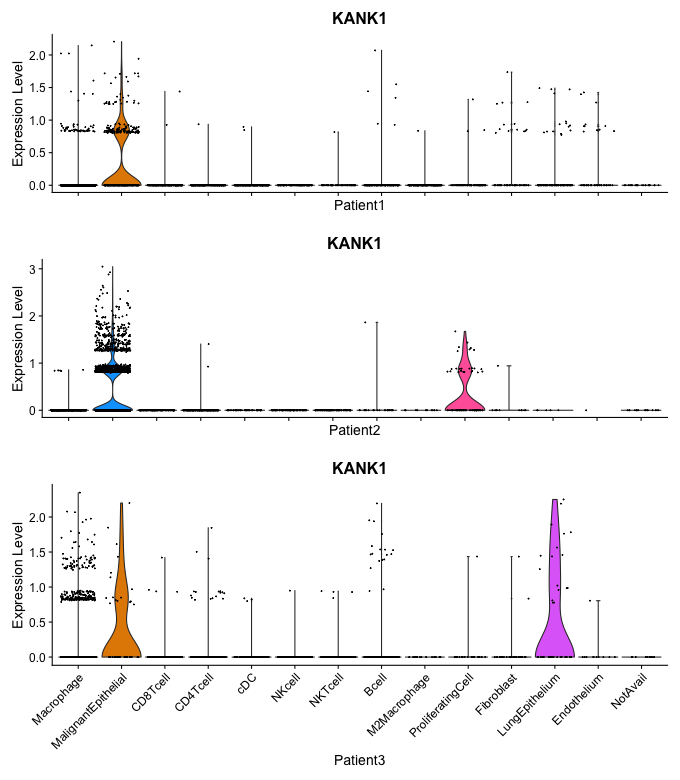 KANK1
Expression Level
2.0
1.5
1.0
0.5
0.0
Patient1
KANK1
Expression Level
3
2
1
0
Patient2
KANK1
Expression Level
2.0
1.5
1.0
0.5
0.0
Macrophage
MalignantEpithelial
CD8Tcell
CD4Tcell
cDC
NKcell
NKTcell
Bcell
M2Macrophage
ProliferatingCell
Fibroblast
LungEpithelium
Endothelium
NotAvail
Patient3